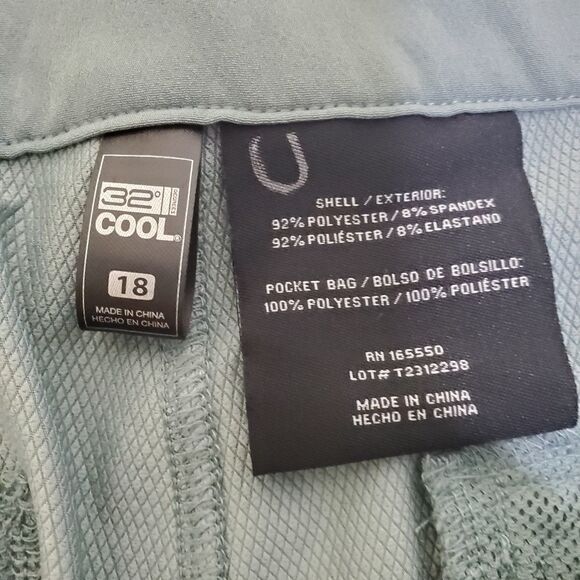 32°
COOL®
18
MADE IN CHINA
HECHO EN CHINA
U
SHELL / EXTERIOR:
92% POLYESTER / 8% SPANDEX
92% POLIÉSTER / 8% ELASTANO
POCKET BAG / BOLSO DE BOLSILLO:
100% POLYESTER / 100% POLIÉSTER
RN 165550
LOT# T2312298
MADE IN CHINA
HECHO EN CHINA